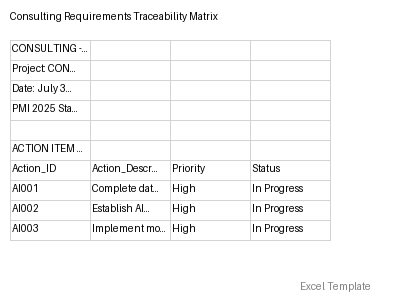 Consulting Requirements Traceability Matrix
CONSULTING -...
Project: CON...
Date: July 3...
PMI 2025 Sta...
ACTION ITEM ...
Action_ID Action_Descr... Priority Status
AI001 Complete dat... High In Progress
AI002 Establish AI... High In Progress
AI003 Implement mo... High In Progress
Excel Template